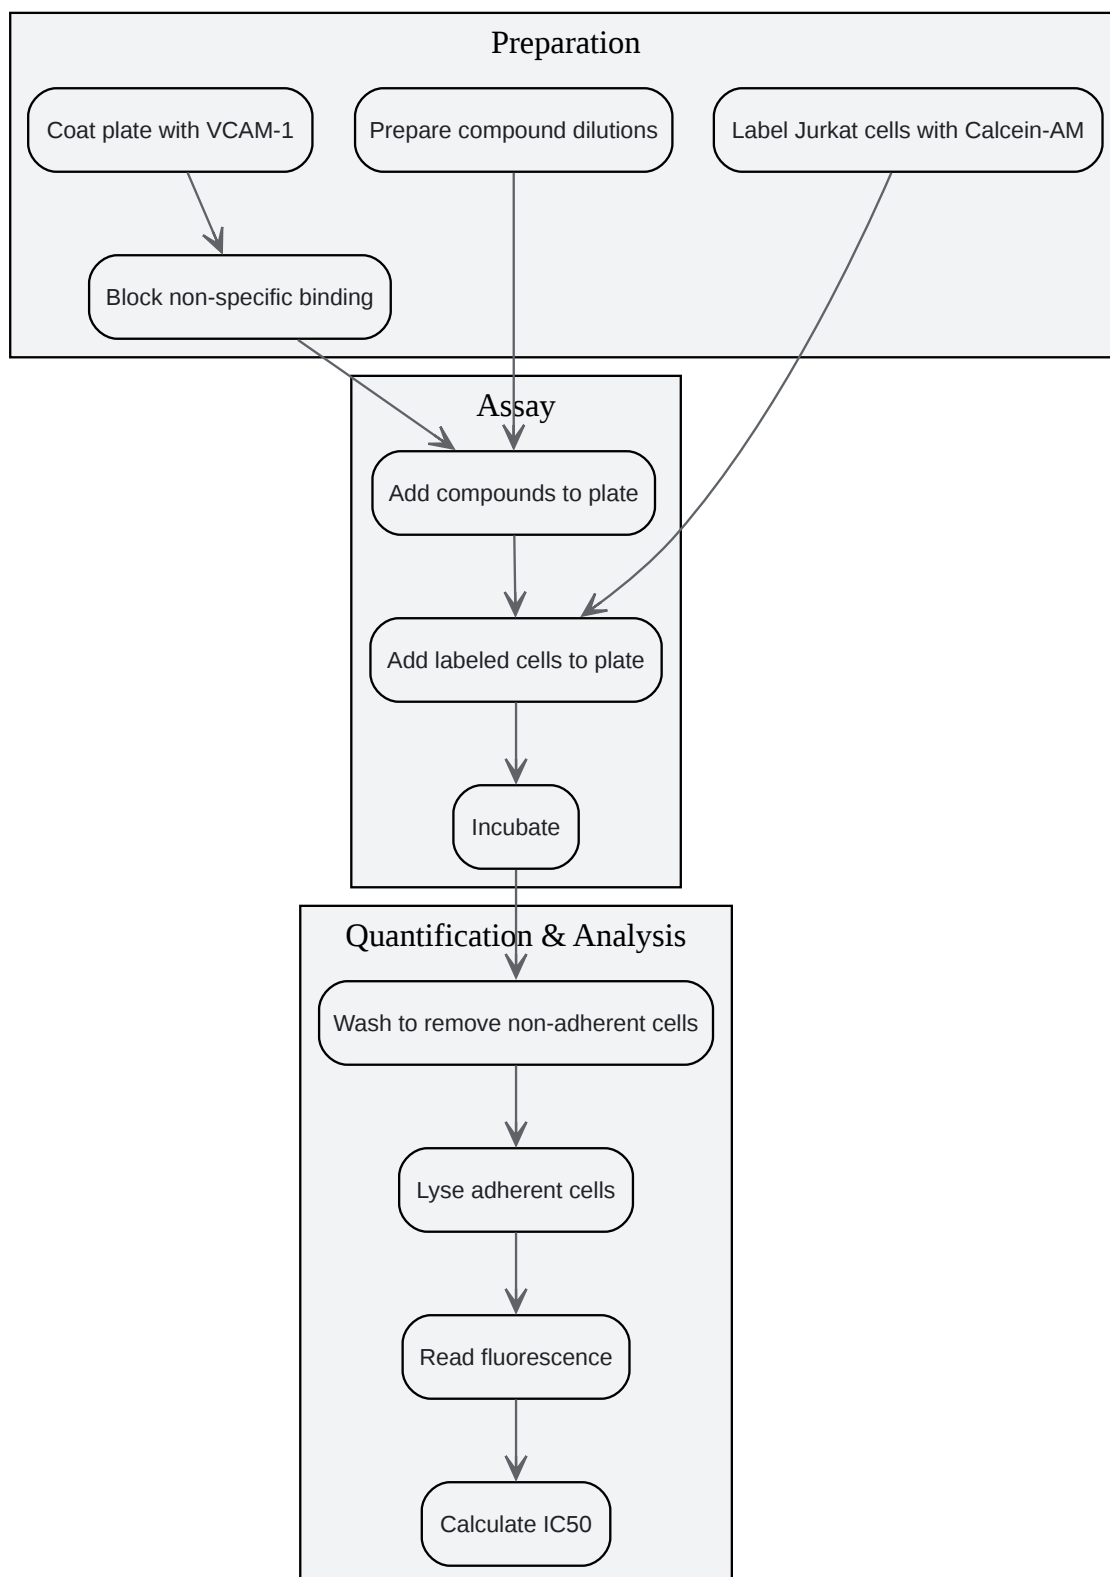 Preparation
Coat plate with VCAM-1
Prepare compound dilutions
Label Jurkat cells with Calcein-AM
Block non-specific binding
Assay
Add compounds to plate
Add labeled cells to plate
Incubate
Quantification & Analysis
Wash to remove non-adherent cells
Lyse adherent cells
Read fluorescence
Calculate IC50